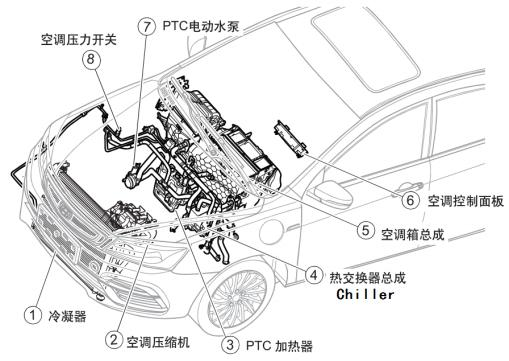 ⑦ PTC电动水泵
空调压力开关
⑧
⑥ 空调控制面板
⑤ 空调箱总成
④ 热交换器总成
Chiller
① 冷凝器
② 空调压缩机
③ PTC 加热器